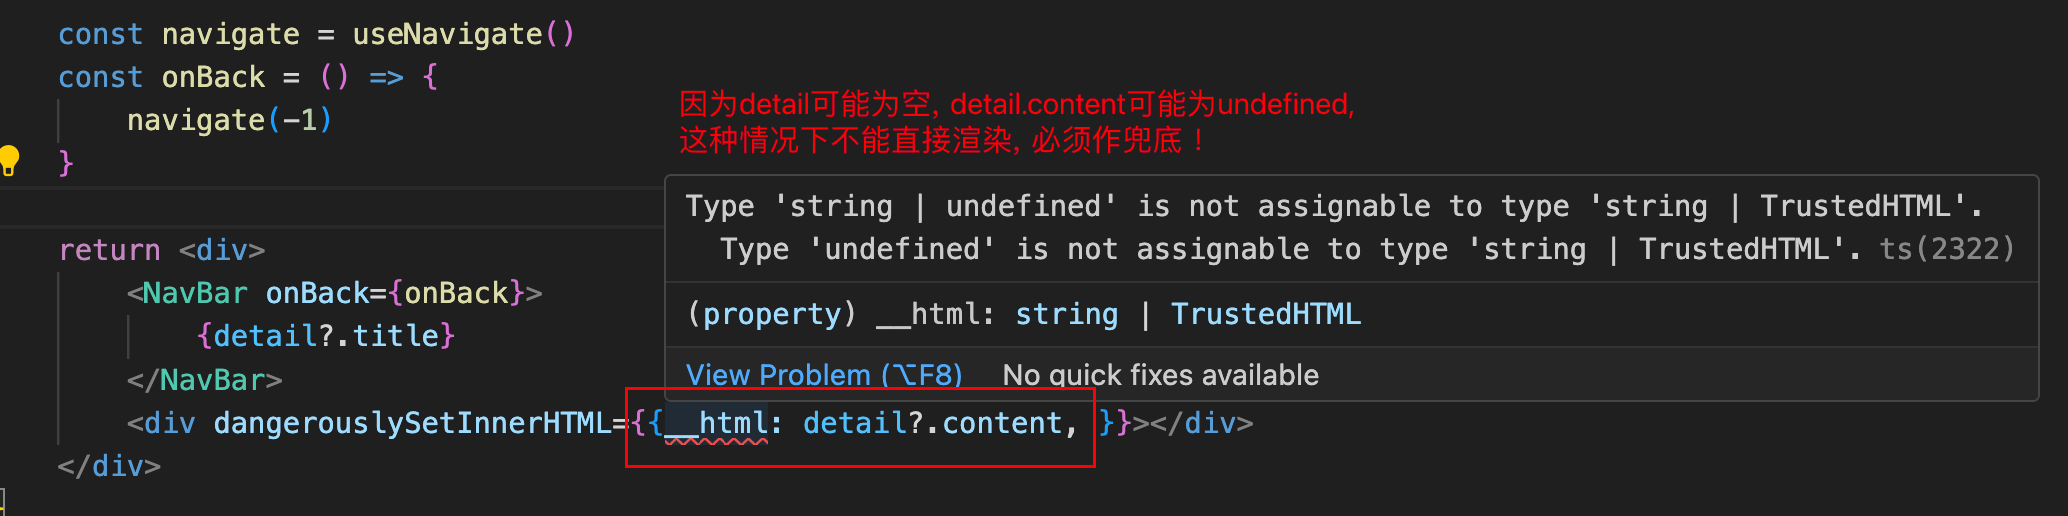 const navigate = useNavigate()
const onBack = () => {
navigate(-1)
}
因为detail可能为空, detail.content可能为undefined,
这种情况下不能直接渲染, 必须作兜底！
Type 'string | undefined' is not assignable to type 'string | TrustedHTML'.
Type 'undefined' is not assignable to type 'string | TrustedHTML'. ts(2322)
(property) __html: string | TrustedHTML
View Problem (⌥F8) No quick fixes available
return <div>
<NavBar onBack={onBack}>
{detail?.title}
</NavBar>
<div dangerouslySetInnerHTML={{__html: detail?.content, }}></div>
</div>